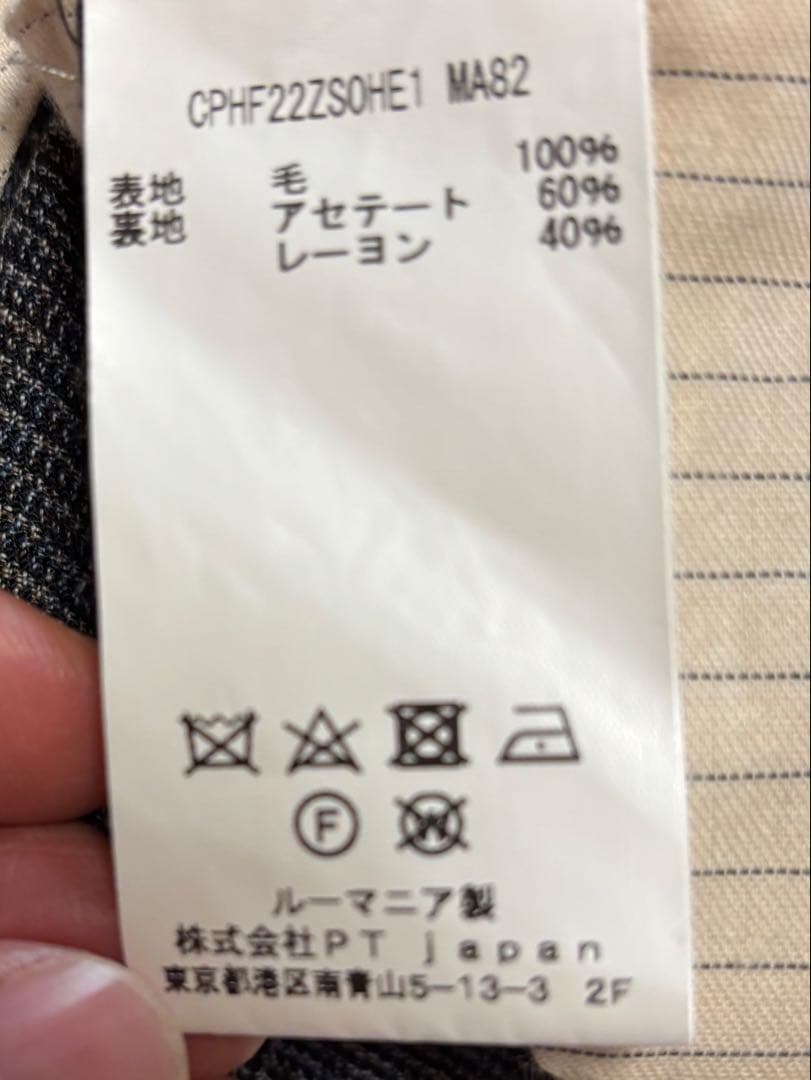 CPHF22ZS0HE1 MA82
表地 毛 100%
裏地 アセテート 60%
レーヨン 40%
F
W
ルーマニア製
株式会社PT japan
東京都港区南青山5-13-3 2F